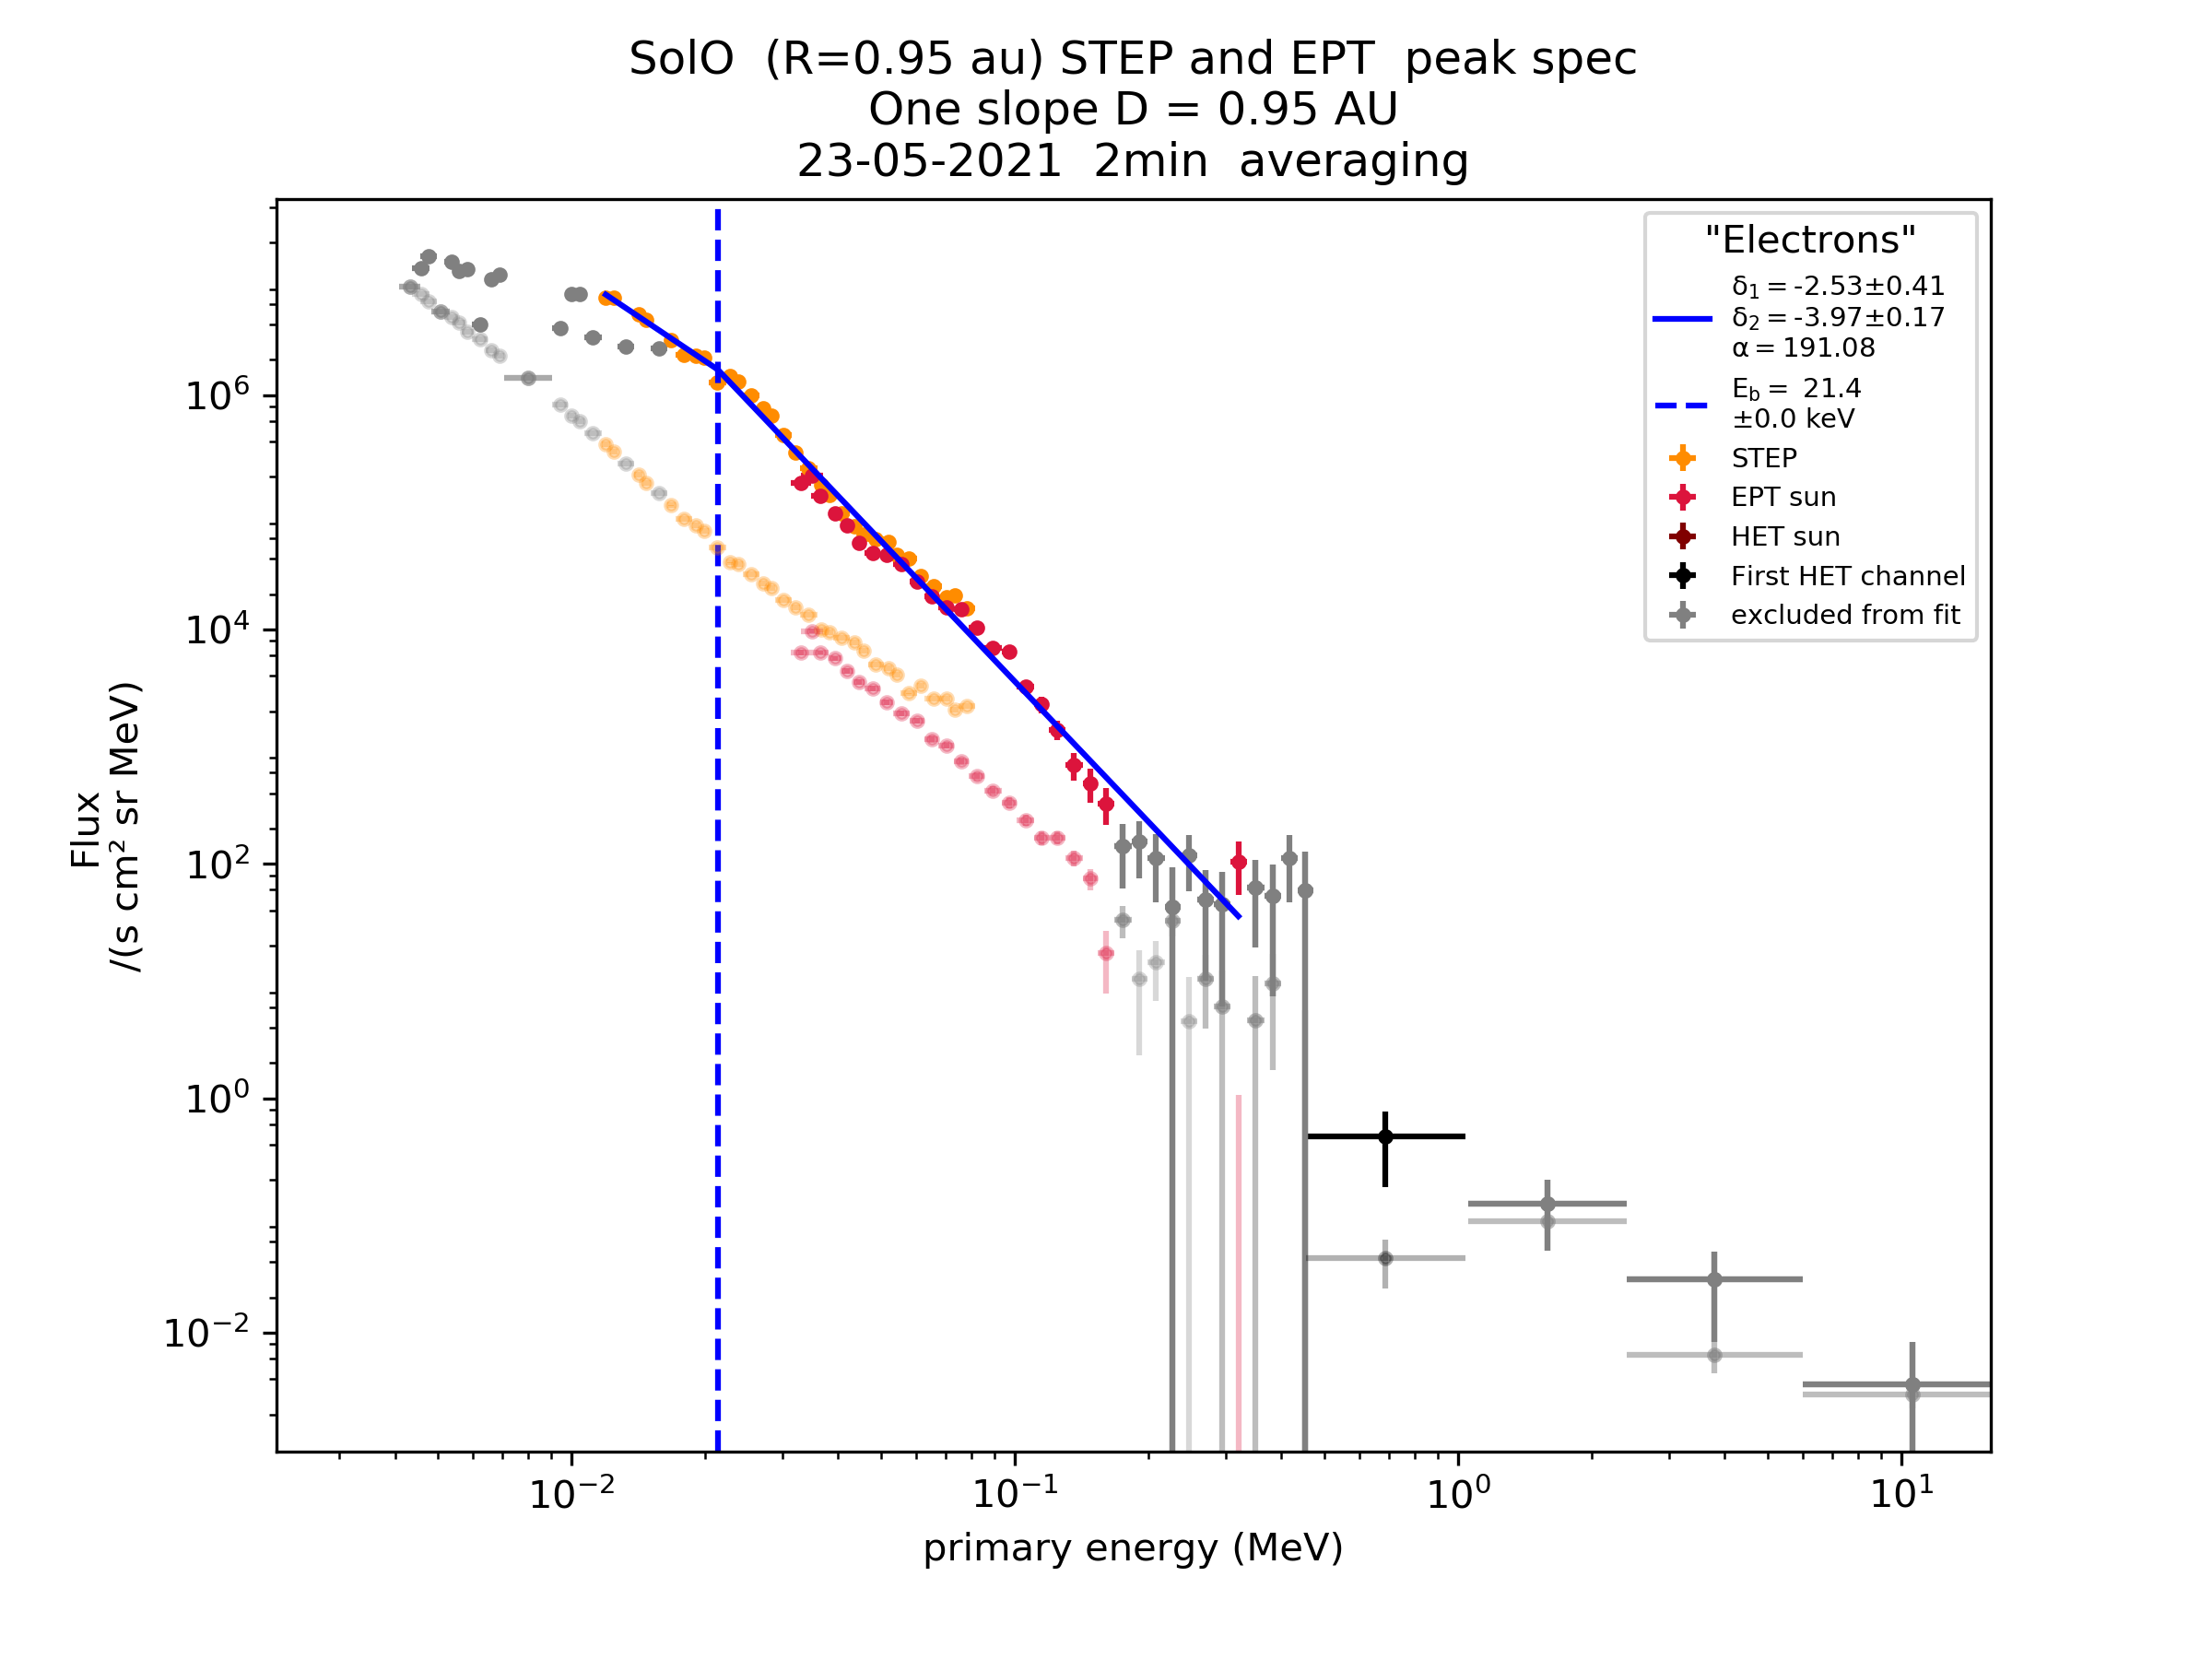 SolO  (R=0.95 au) STEP and EPT  peak spec
One slope D = 0.95 AU
23-05-2021  2min  averaging
"Electrons"
δ₁ = -2.53±0.41
δ₂ = -3.97±0.17
α = 191.08
E_b = 21.4
±0.0 keV
STEP
EPT sun
HET sun
First HET channel
excluded from fit
Flux
/(s cm² sr MeV)
10⁶
10⁴
10²
10⁰
10⁻²
10⁻²
10⁻¹
10⁰
10¹
primary energy (MeV)